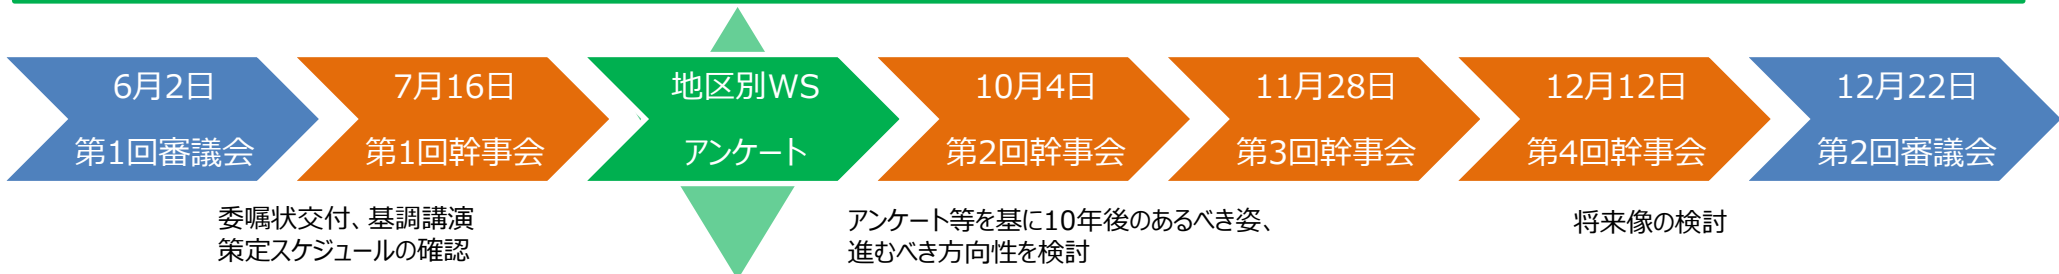 6月2日
第1回審議会
7月16日
第1回幹事会
地区別WS
アンケート
10月4日
第2回幹事会
11月28日
第3回幹事会
12月12日
第4回幹事会
12月22日
第2回審議会
委嘱状交付、基調講演
策定スケジュールの確認
アンケート等を基に10年後のあるべき姿、
進むべき方向性を検討
将来像の検討